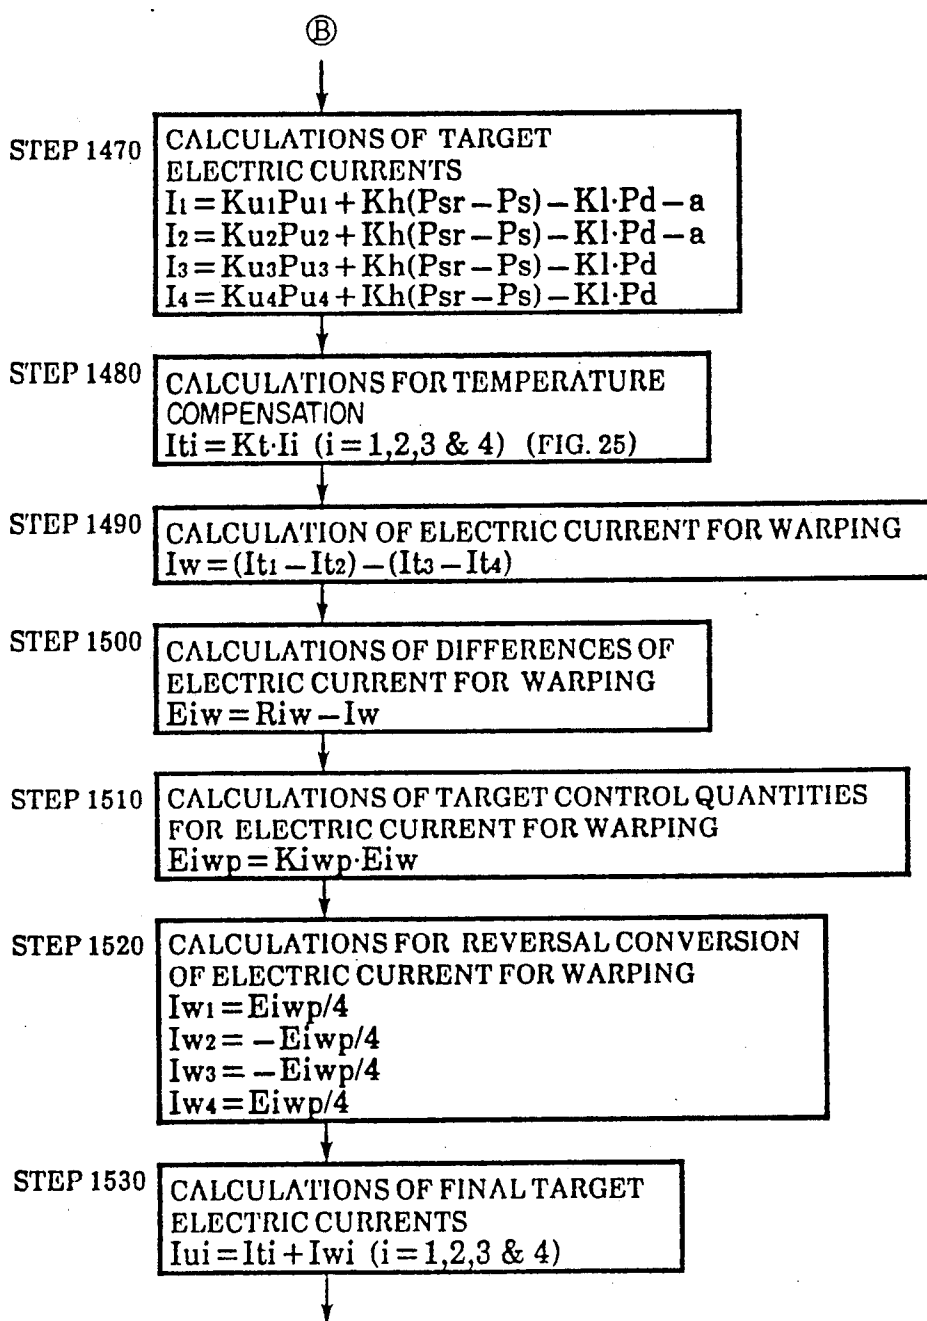 Ⓑ
STEP 1470
CALCULATIONS OF TARGET
ELECTRIC CURRENTS
I1 = Ku1Pu1 + Kh(Psr – Ps) – Kl·Pd – a
I2 = Ku2Pu2 + Kh(Psr – Ps) – Kl·Pd – a
I3 = Ku3Pu3 + Kh(Psr – Ps) – Kl·Pd
I4 = Ku4Pu4 + Kh(Psr – Ps) – Kl·Pd
STEP 1480
CALCULATIONS FOR TEMPERATURE
COMPENSATION
Iti = Kt·Ii (i = 1,2,3 & 4) (FIG. 25)
STEP 1490
CALCULATION OF ELECTRIC CURRENT FOR WARPING
Iw = (It1 – It2) – (It3 – It4)
STEP 1500
CALCULATIONS OF DIFFERENCES OF
ELECTRIC CURRENT FOR WARPING
Eiw = Riw – Iw
STEP 1510
CALCULATIONS OF TARGET CONTROL QUANTITIES
FOR ELECTRIC CURRENT FOR WARPING
Eiwp = Kiwp·Eiw
STEP 1520
CALCULATIONS FOR REVERSAL CONVERSION
OF ELECTRIC CURRENT FOR WARPING
Iw1 = Eiwp/4
Iw2 = – Eiwp/4
Iw3 = – Eiwp/4
Iw4 = Eiwp/4
STEP 1530
CALCULATIONS OF FINAL TARGET
ELECTRIC CURRENTS
Iui = Iti + Iwi (i = 1,2,3 & 4)